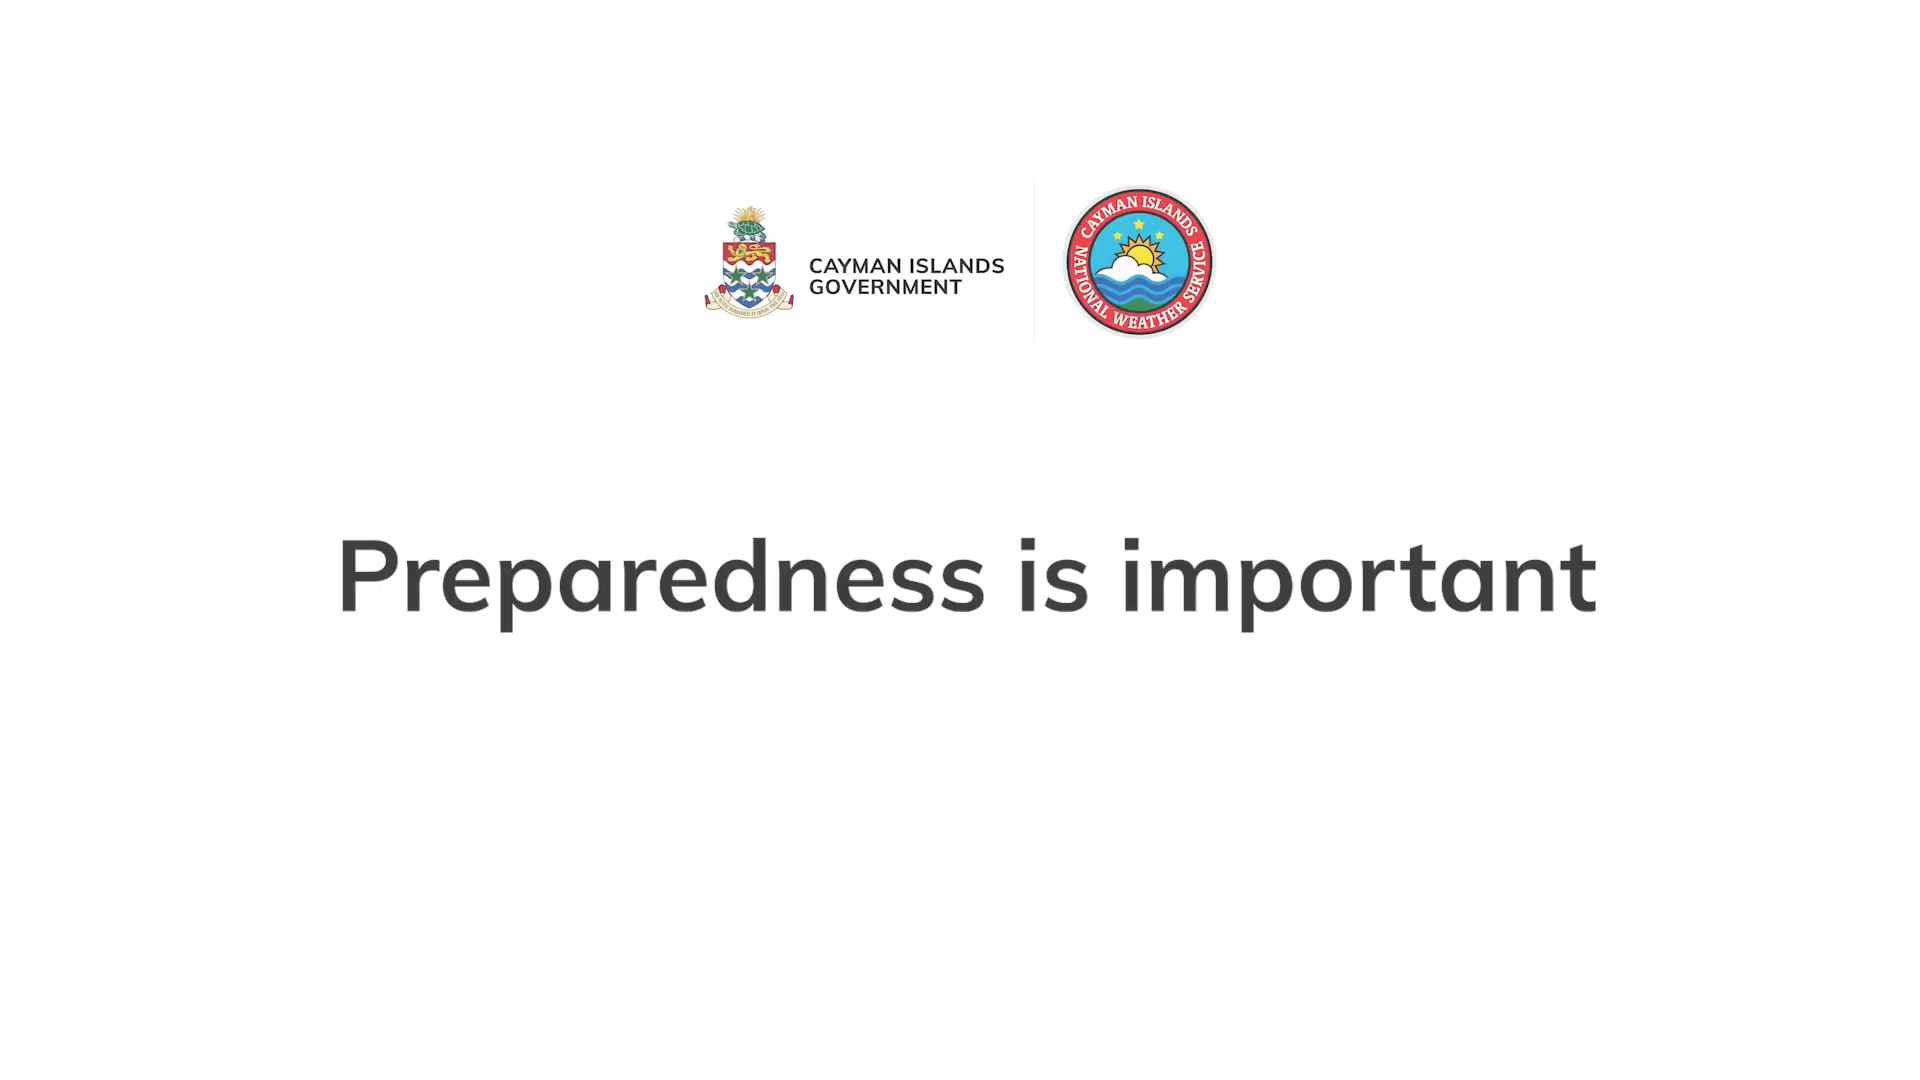 CAYMAN ISLANDS
GOVERNMENT
CAYMAN ISLANDS
NATIONAL WEATHER SERVICE
Preparedness is important